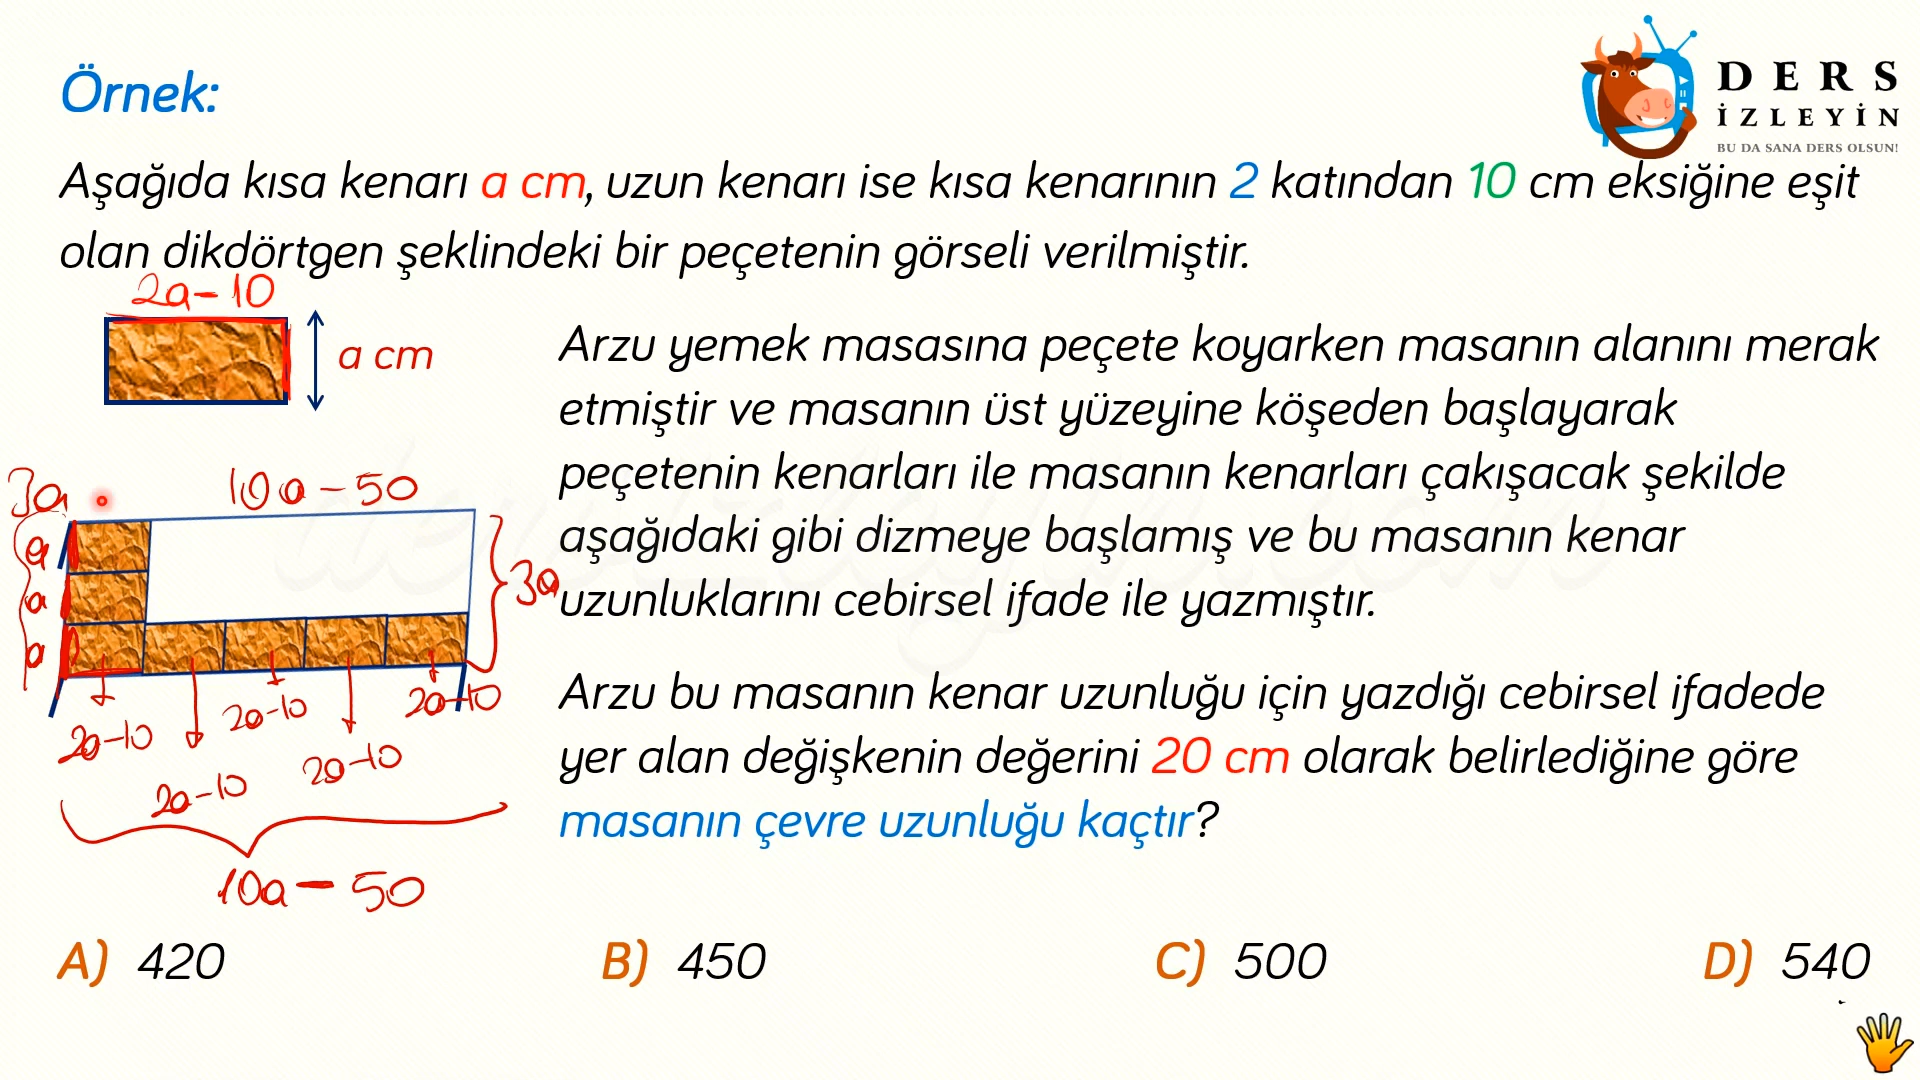 Örnek:
DERS
İZLEYİN
BU DA SANA DERS OLSUN!
Aşağıda kısa kenarı a cm, uzun kenarı ise kısa kenarının 2 katından 10 cm eksiğine eşit
olan dikdörtgen şeklindeki bir peçetenin görseli verilmiştir.
2a-10
a cm
Arzu yemek masasına peçete koyarken masanın alanını merak
etmiştir ve masanın üst yüzeyine köşeden başlayarak
peçetenin kenarları ile masanın kenarları çakışacak şekilde
aşağıdaki gibi dizmeye başlamış ve bu masanın kenar
uzunluklarını cebirsel ifade ile yazmıştır.
3a
10a-50
a
a
a
3a
2a-10
2a-10
2a-10
2a-10
2a-10
10a-50
Arzu bu masanın kenar uzunluğu için yazdığı cebirsel ifadede
yer alan değişkenin değerini 20 cm olarak belirlediğine göre
masanın çevre uzunluğu kaçtır?
A) 420
B) 450
C) 500
D) 540